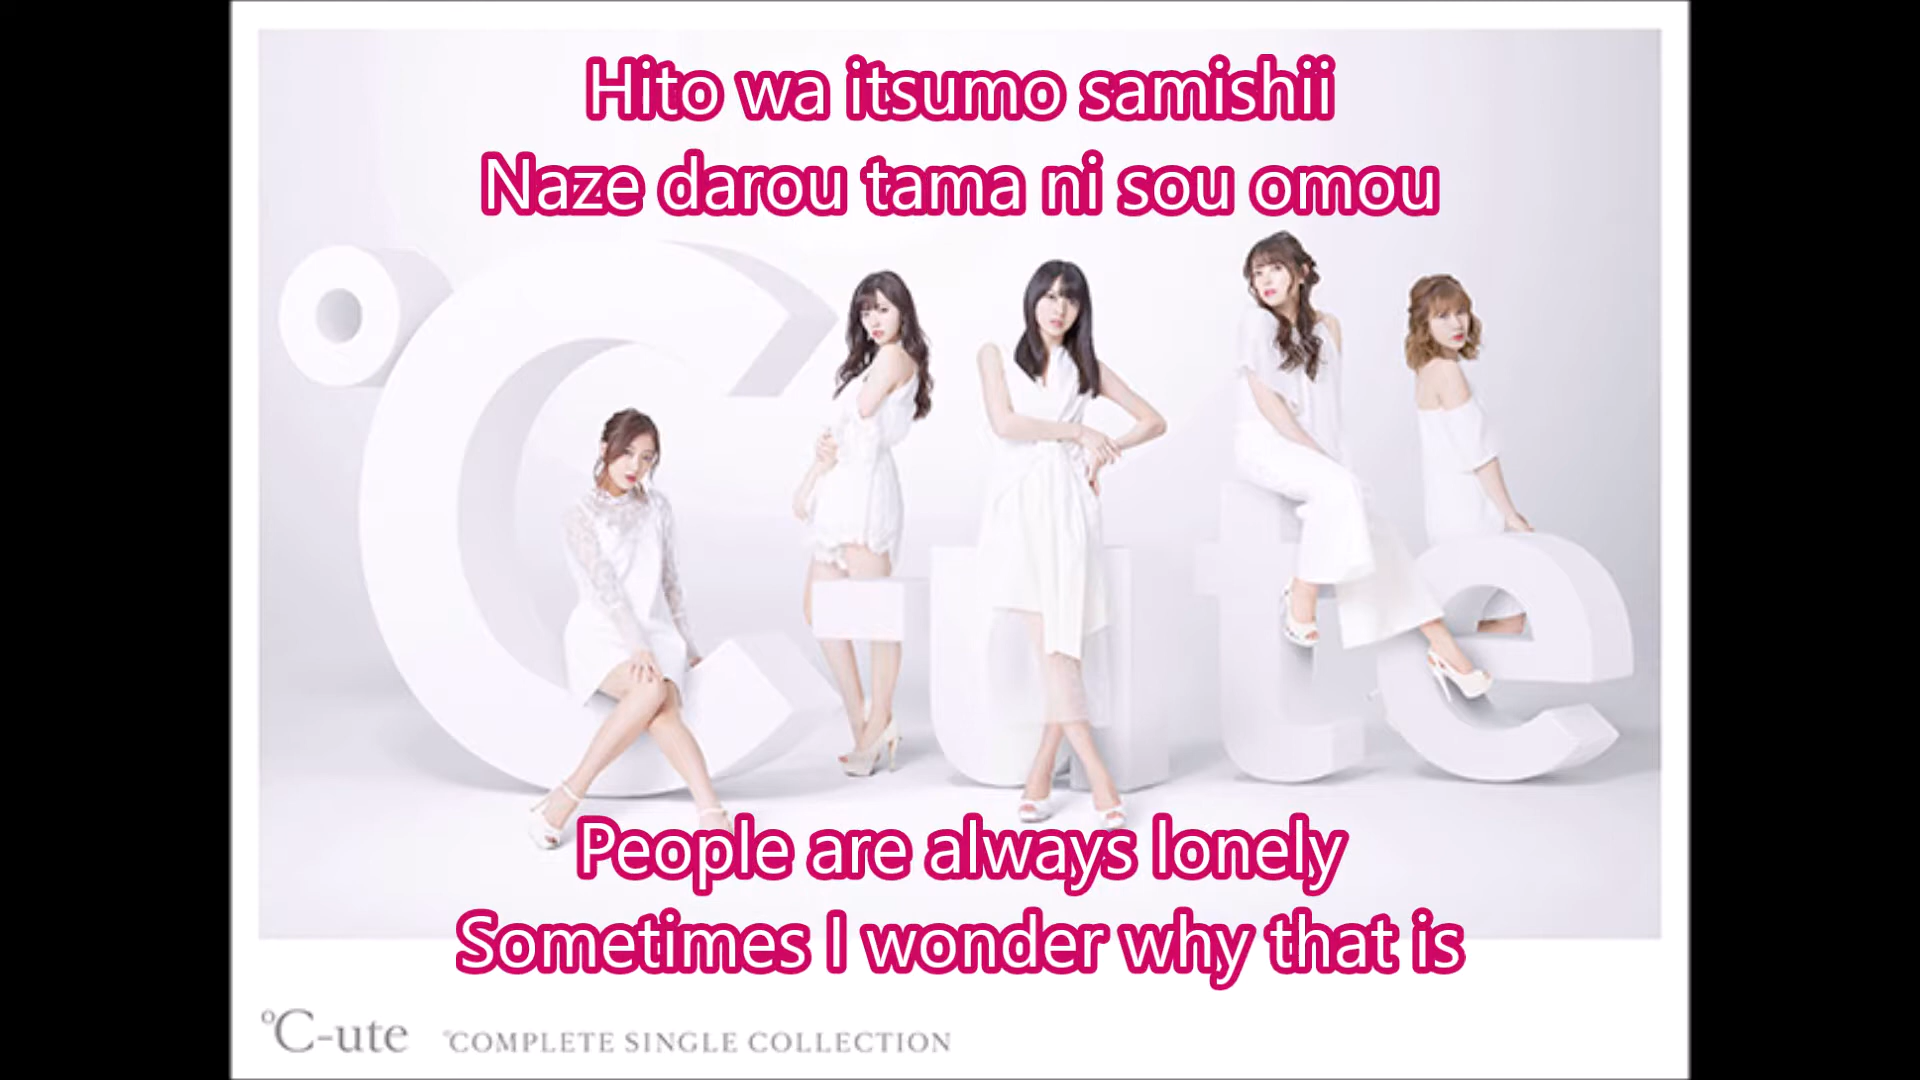 Hito wa itsumo samishii
Naze darou tama ni sou omou
°C-ute
People are always lonely
Sometimes I wonder why that is
°C-ute °COMPLETE SINGLE COLLECTION